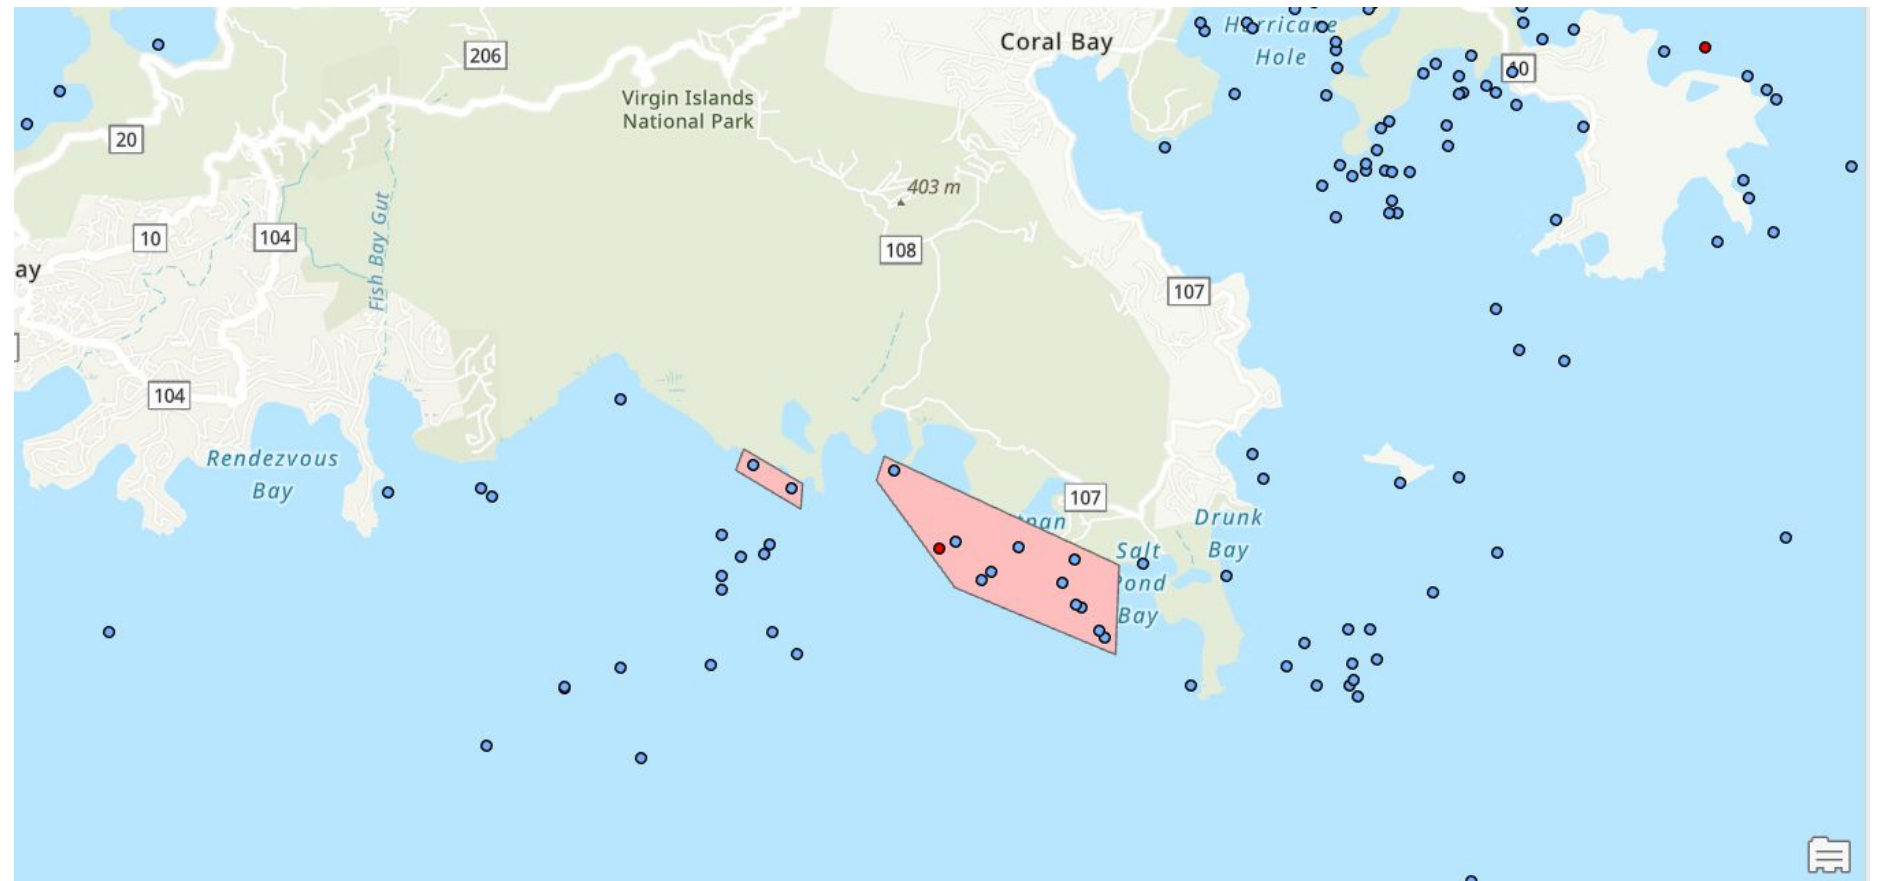 Hurricane
Hole
Coral Bay
206
Virgin Islands
National Park
20
403 m
Fish Bay Gut
10
104
108
ay
107
104
Rendezvous
Bay
107
Drunk
Bay
Salt
Pond
Bay